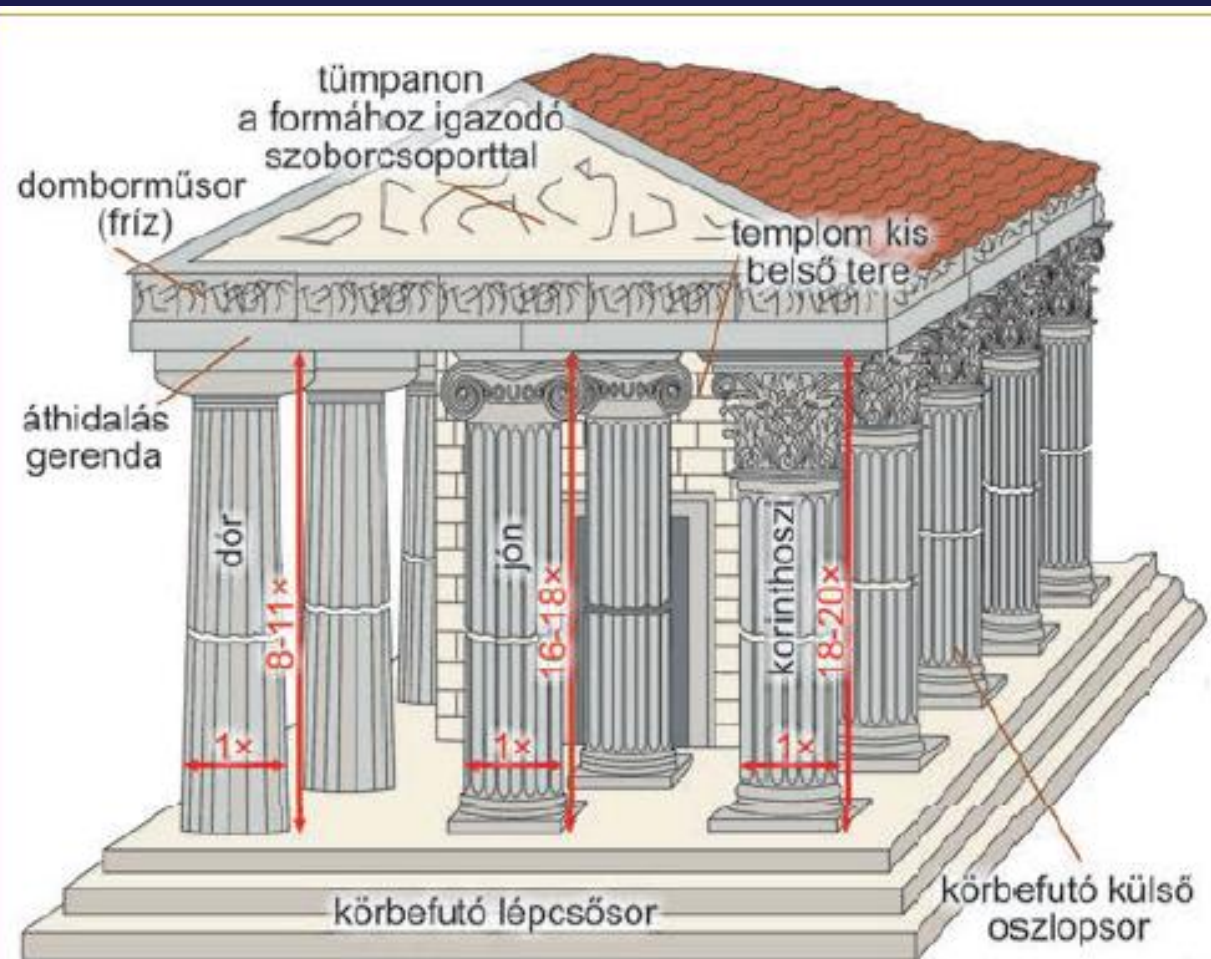 tümpanon
a formához igazodó
szoborcsoporttal
domborműsor
(fríz)
templom kis
belső tere
áthidalás
gerenda
dór
8-11×
1×
jón
16-18×
1×
korinthoszi
18-20×
1×
körbefutó lépcsősor
körbefutó külső
oszlopsor